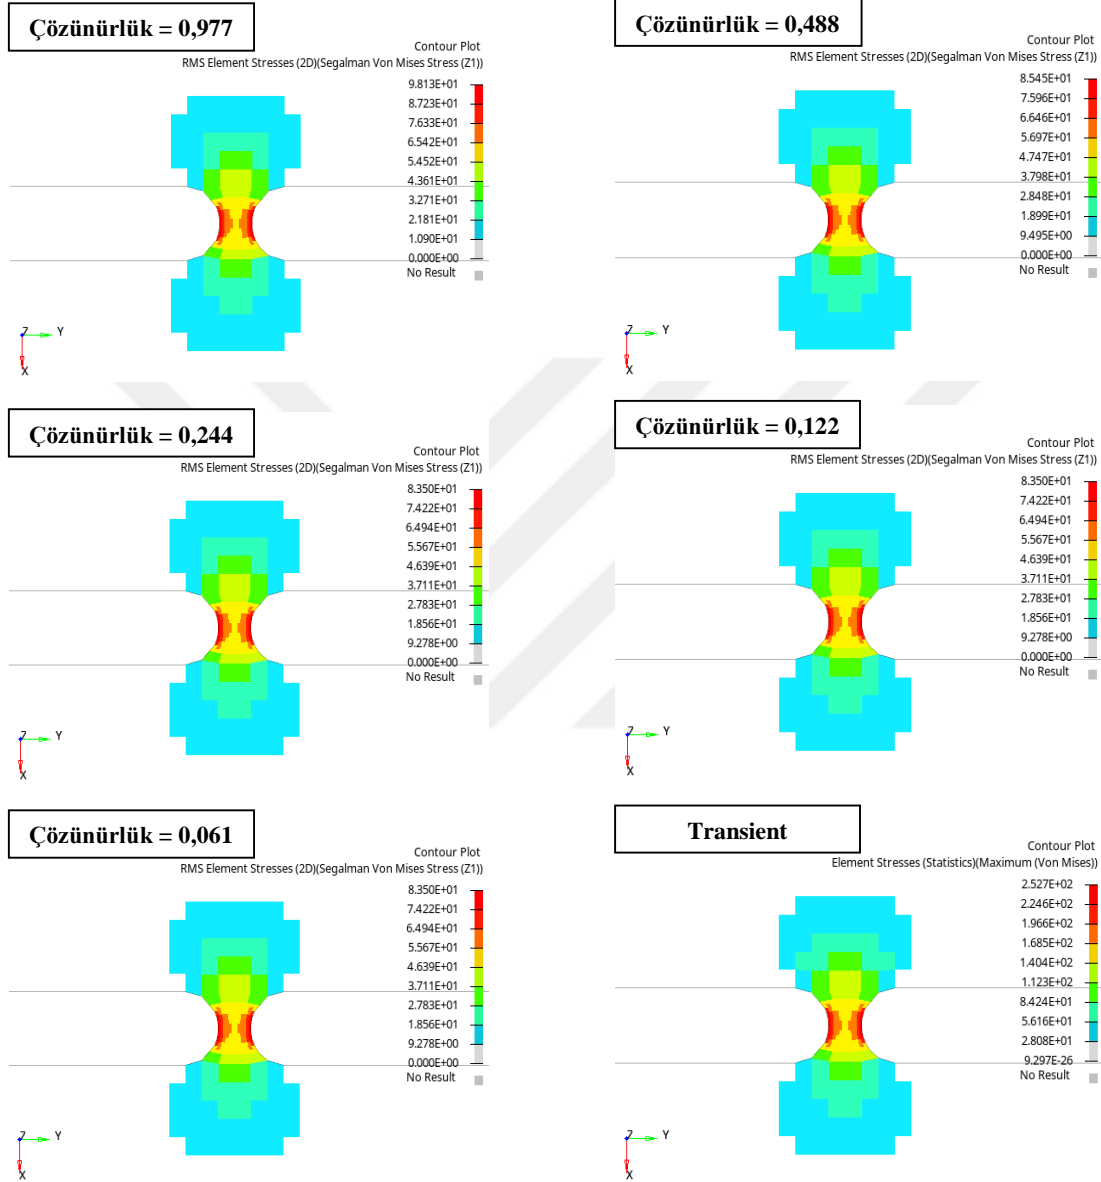 Çözünürlük = 0,977
Contour Plot
RMS Element Stresses (2D)(Segalman Von Mises Stress (Z1))
9.813E+01
8.723E+01
7.633E+01
6.542E+01
5.452E+01
4.361E+01
3.271E+01
2.181E+01
1.090E+01
0.000E+00
No Result
Z
Y
X
Çözünürlük = 0,488
Contour Plot
RMS Element Stresses (2D)(Segalman Von Mises Stress (Z1))
8.545E+01
7.596E+01
6.646E+01
5.697E+01
4.747E+01
3.798E+01
2.848E+01
1.899E+01
9.495E+00
0.000E+00
No Result
Z
Y
X
Çözünürlük = 0,244
Contour Plot
RMS Element Stresses (2D)(Segalman Von Mises Stress (Z1))
8.350E+01
7.422E+01
6.494E+01
5.567E+01
4.639E+01
3.711E+01
2.783E+01
1.856E+01
9.278E+00
0.000E+00
No Result
Z
Y
X
Çözünürlük = 0,122
Contour Plot
RMS Element Stresses (2D)(Segalman Von Mises Stress (Z1))
8.350E+01
7.422E+01
6.494E+01
5.567E+01
4.639E+01
3.711E+01
2.783E+01
1.856E+01
9.278E+00
0.000E+00
No Result
Z
Y
X
Çözünürlük = 0,061
Contour Plot
RMS Element Stresses (2D)(Segalman Von Mises Stress (Z1))
8.350E+01
7.422E+01
6.494E+01
5.567E+01
4.639E+01
3.711E+01
2.783E+01
1.856E+01
9.278E+00
0.000E+00
No Result
Z
Y
X
Transient
Contour Plot
Element Stresses (Statistics)(Maximum (Von Mises))
2.527E+02
2.246E+02
1.966E+02
1.685E+02
1.404E+02
1.123E+02
8.424E+01
5.616E+01
2.808E+01
9.297E-26
No Result
Z
Y
X